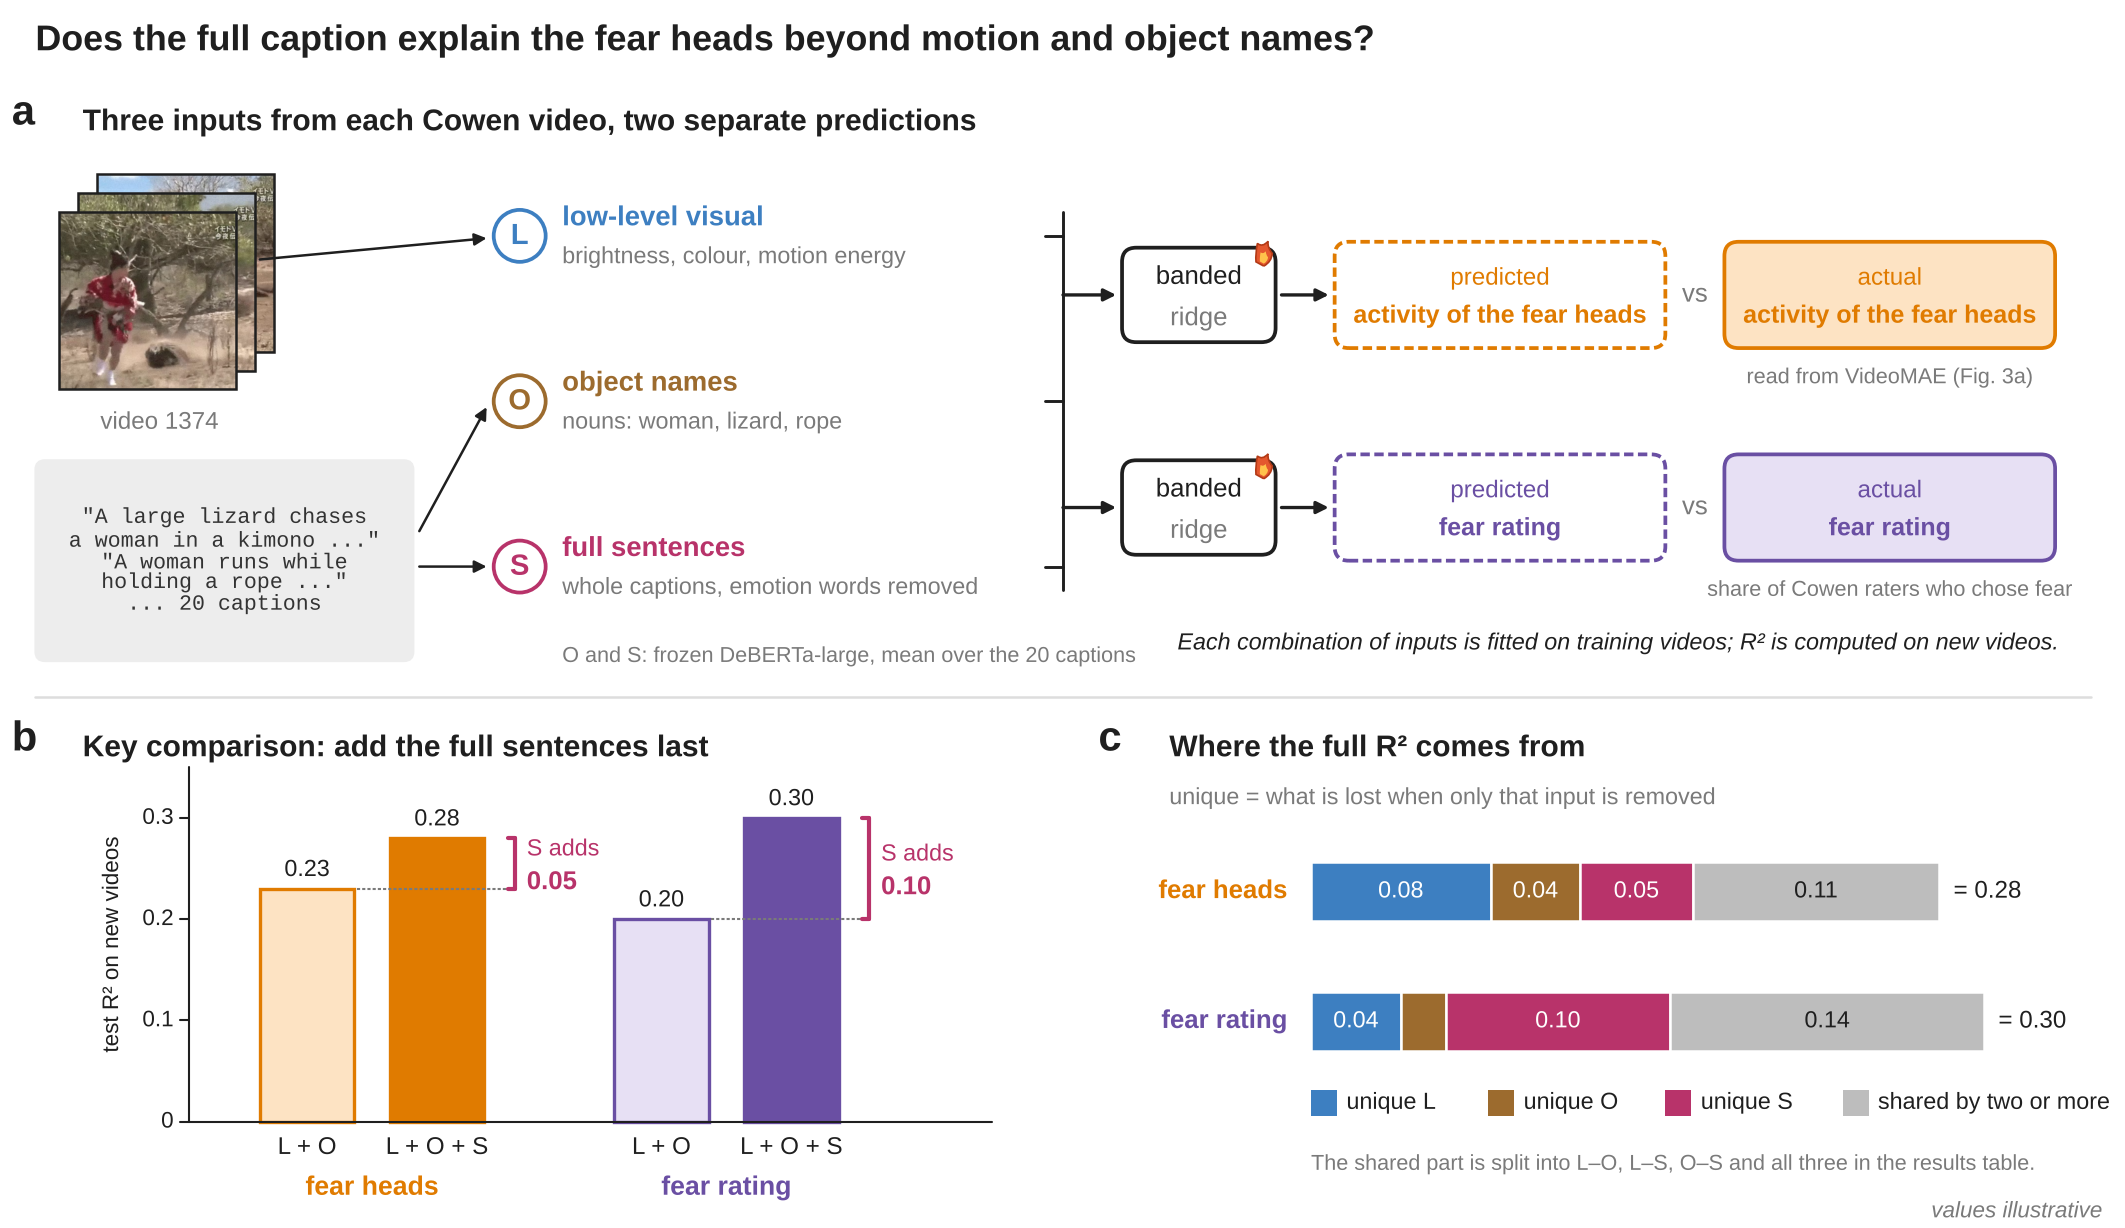 Does the full caption explain the fear heads beyond motion and object names?
a
Three inputs from each Cowen video, two separate predictions
video 1374
"A large lizard chases
a woman in a kimono ..."
"A woman runs while
holding a rope ..."
... 20 captions
L
low-level visual
brightness, colour, motion energy
O
object names
nouns: woman, lizard, rope
S
full sentences
whole captions, emotion words removed
O and S: frozen DeBERTa-large, mean over the 20 captions
banded
ridge
predicted
activity of the fear heads
vs
actual
activity of the fear heads
read from VideoMAE (Fig. 3a)
banded
ridge
predicted
fear rating
vs
actual
fear rating
share of Cowen raters who chose fear
Each combination of inputs is fitted on training videos; R² is computed on new videos.
b
Key comparison: add the full sentences last
test R² on new videos
0.3
0.2
0.1
0
0.23
0.28
S adds
0.05
0.20
0.30
S adds
0.10
L + O
L + O + S
L + O
L + O + S
fear heads
fear rating
c
Where the full R² comes from
unique = what is lost when only that input is removed
fear heads
0.08
0.04
0.05
0.11
= 0.28
fear rating
0.04
0.10
0.14
= 0.30
unique L
unique O
unique S
shared by two or more
The shared part is split into L–O, L–S, O–S and all three in the results table.
values illustrative